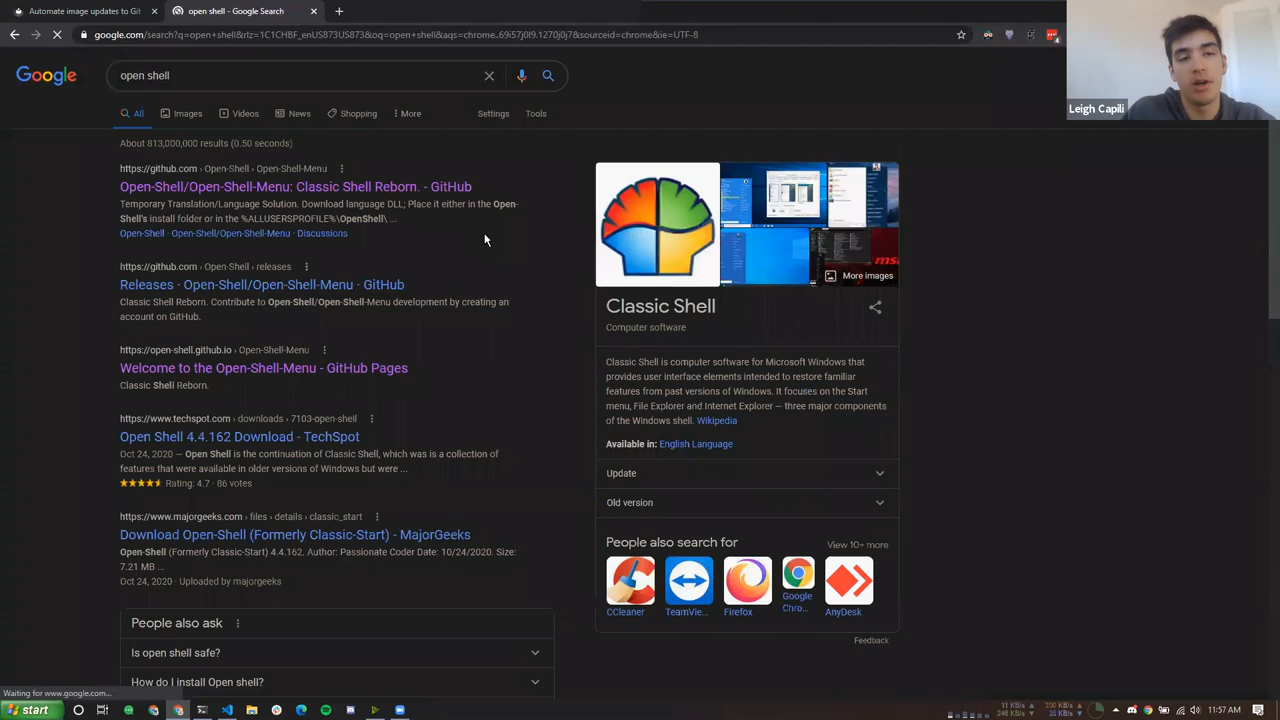 Automate image updates to Git
open shell - Google Search
google.com/search?q=open+shell&rlz=1C1CHBF_enUS873US873&oq=open+shell&aqs=chrome..69i57j0l9.1270j0j7&sourceid=chrome&ie=UTF-8
4
Leigh Capili
Google
open shell
All
Images
Videos
News
Shopping
More
Settings
Tools
About 813,000,000 results (0.50 seconds)
https://github.com › Open-Shell › Open-Shell-Menu
Open-Shell/Open-Shell-Menu: Classic Shell Reborn. - GitHub
Temporary Translation/Language Solution. Download Language DLL; Place it either in the Open-
Shell's install folder or in the %ALLUSERSPROFILE%\OpenShell\ ...
Open-Shell · Open-Shell/Open-Shell-Menu · Discussions
https://github.com › Open-Shell › releases
Releases · Open-Shell/Open-Shell-Menu · GitHub
Classic Shell Reborn. Contribute to Open-Shell/Open-Shell-Menu development by creating an
account on GitHub.
https://open-shell.github.io › Open-Shell-Menu
Welcome to the Open-Shell-Menu - GitHub Pages
Classic Shell Reborn.
https://www.techspot.com › downloads › 7103-open-shell
Open Shell 4.4.162 Download - TechSpot
Oct 24, 2020 — Open Shell is the continuation of Classic Shell, which was is a collection of
features that were available in older versions of Windows but were ...
Rating: 4.7 · 86 votes
https://www.majorgeeks.com › files › details › classic_start
Download Open-Shell (Formerly Classic-Start) - MajorGeeks
Open-Shell (Formerly Classic-Start) 4.4.162. Author: Passionate Coder Date: 10/24/2020. Size:
7.21 MB ...
Oct 24, 2020 · Uploaded by majorgeeks
People also ask
Is open shell safe?
How do I install Open shell?
msi
More images
Classic Shell
Computer software
Classic Shell is computer software for Microsoft Windows that
provides user interface elements intended to restore familiar
features from past versions of Windows. It focuses on the Start
menu, File Explorer and Internet Explorer — three major components
of the Windows shell. Wikipedia
Available in: English Language
Update
Old version
People also search for
View 10+ more
CCleaner
TeamVie...
Firefox
Google
Chro...
AnyDesk
Feedback
Waiting for www.google.com...
start
11 KB/s
246 KB/s
200 KB/s
35 KB/s
11:57 AM